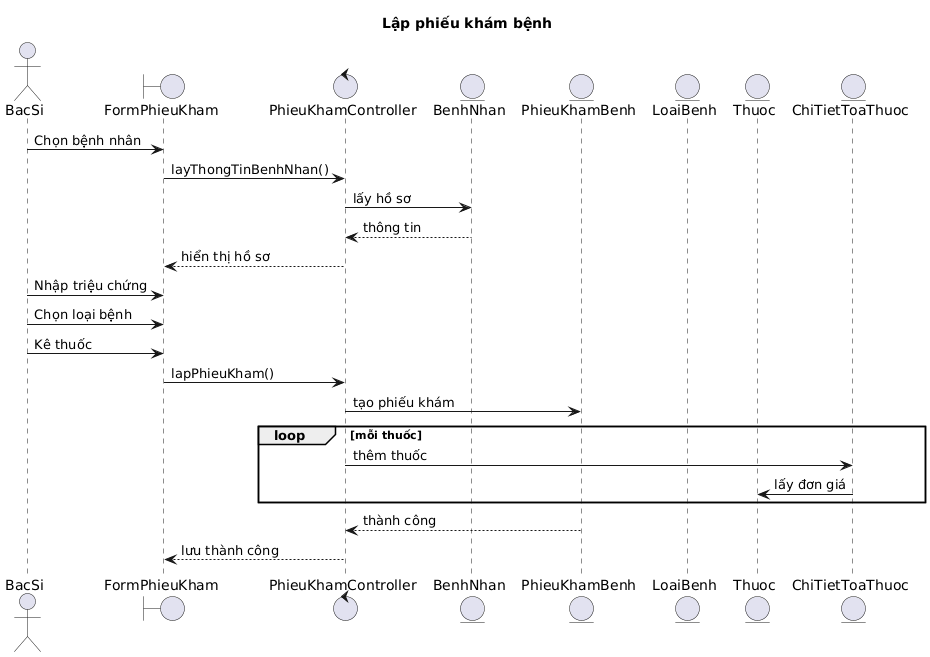 Lập phiếu khám bệnh
BacSi
FormPhieuKham
PhieuKhamController
BenhNhan
PhieuKhamBenh
LoaiBenh
Thuoc
ChiTietToaThuoc
Chọn bệnh nhân
layThongTinBenhNhan()
lấy hồ sơ
thông tin
hiển thị hồ sơ
Nhập triệu chứng
Chọn loại bệnh
Kê thuốc
lapPhieuKham()
tạo phiếu khám
loop [mỗi thuốc]
thêm thuốc
lấy đơn giá
thành công
lưu thành công
BacSi
FormPhieuKham
PhieuKhamController
BenhNhan
PhieuKhamBenh
LoaiBenh
Thuoc
ChiTietToaThuoc